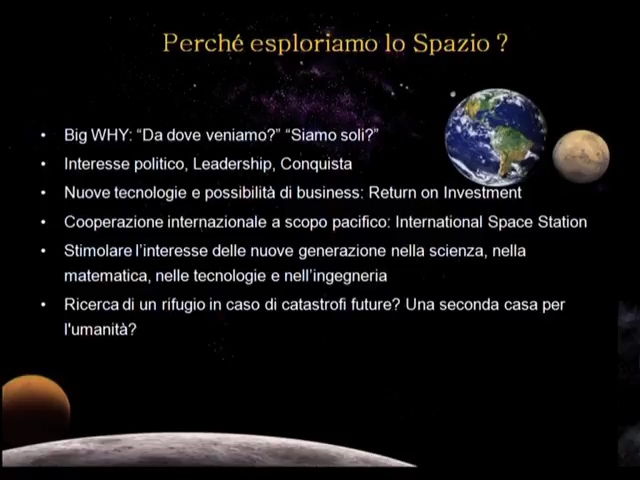 Perché esploriamo lo Spazio ?
• Big WHY: “Da dove veniamo?” “Siamo soli?”
• Interesse politico, Leadership, Conquista
• Nuove tecnologie e possibilità di business: Return on Investment
• Cooperazione internazionale a scopo pacifico: International Space Station
• Stimolare l’interesse delle nuove generazione nella scienza, nella
matematica, nelle tecnologie e nell’ingegneria
• Ricerca di un rifugio in caso di catastrofi future? Una seconda casa per
l'umanità?